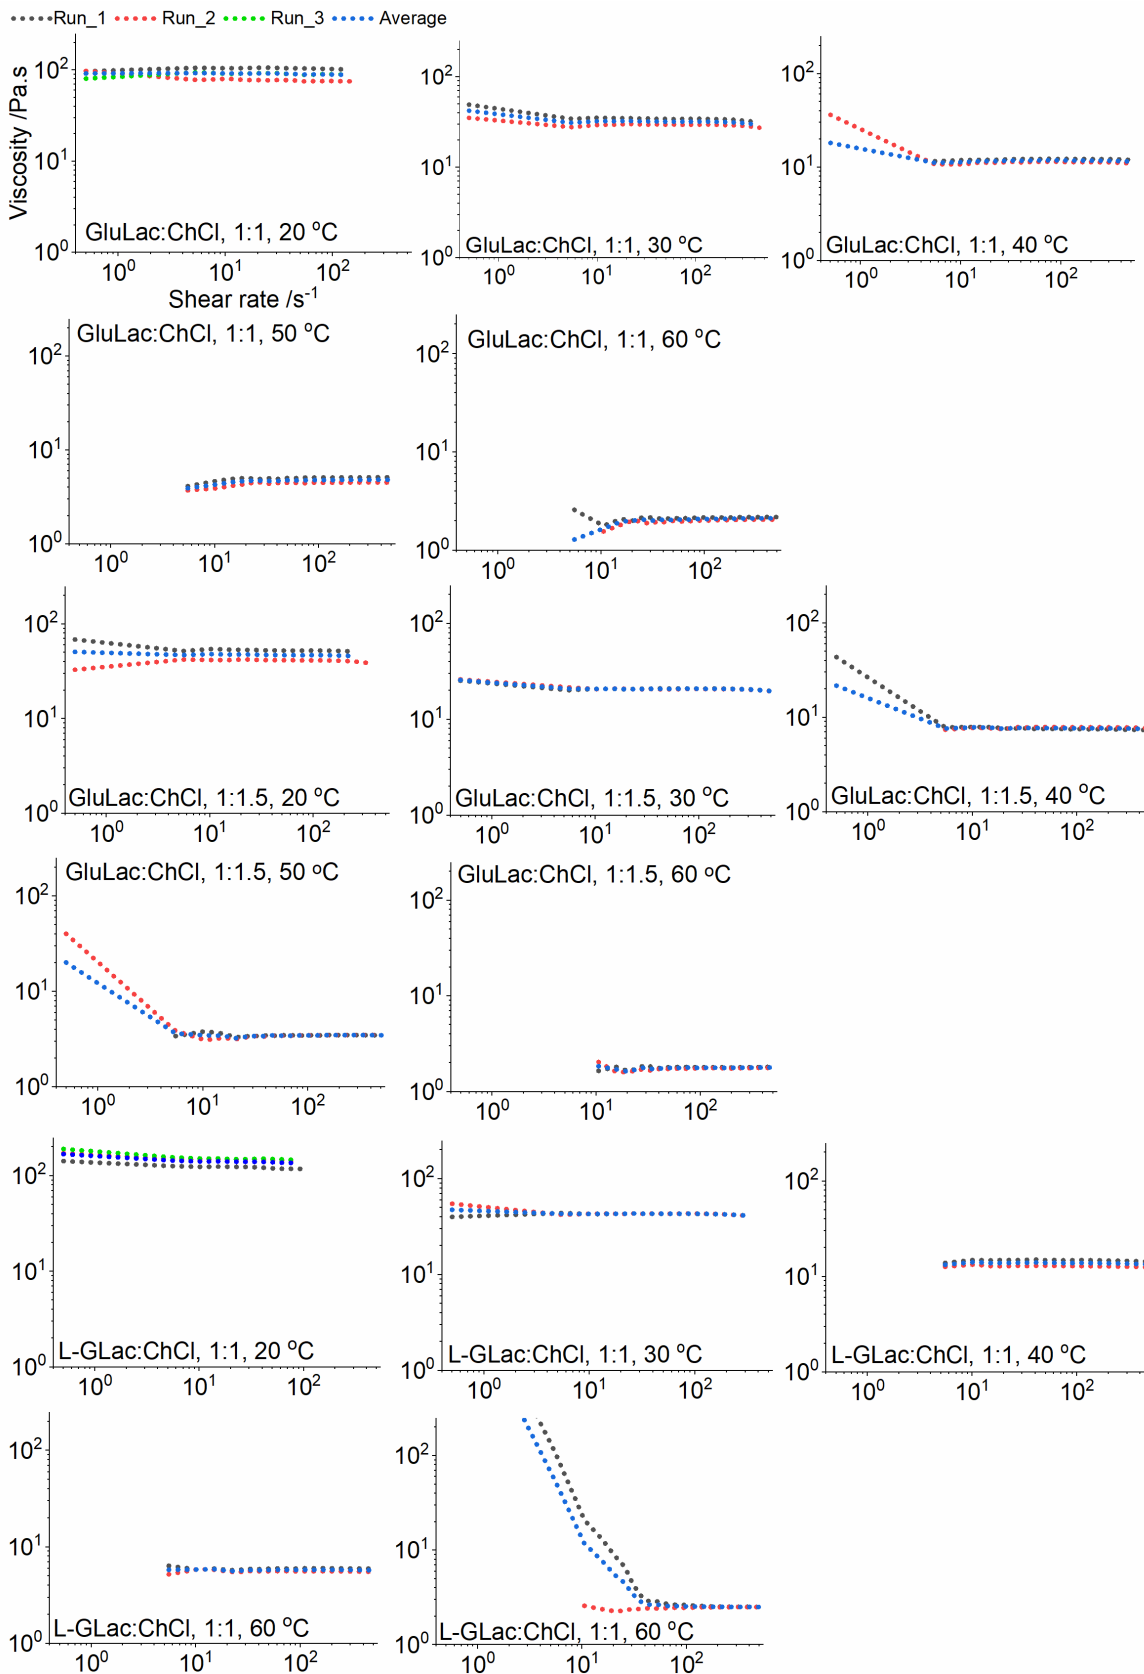 Run_1 Run_2 Run_3 Average
Viscosity /Pa.s
10² 10¹ 10⁰
GluLac:ChCl, 1:1, 20 °C
10⁰ 10¹ 10²
Shear rate /s⁻¹
10² 10¹ 10⁰
GluLac:ChCl, 1:1, 30 °C
10⁰ 10¹ 10²
10² 10¹ 10⁰
GluLac:ChCl, 1:1, 40 °C
10⁰ 10¹ 10²
GluLac:ChCl, 1:1, 50 °C
10² 10¹ 10⁰
10⁰ 10¹ 10²
GluLac:ChCl, 1:1, 60 °C
10² 10¹ 10⁰
10⁰ 10¹ 10²
10² 10¹ 10⁰
GluLac:ChCl, 1:1.5, 20 °C
10⁰ 10¹ 10²
10² 10¹ 10⁰
GluLac:ChCl, 1:1.5, 30 °C
10⁰ 10¹ 10²
10² 10¹ 10⁰
GluLac:ChCl, 1:1.5, 40 °C
10⁰ 10¹ 10²
GluLac:ChCl, 1:1.5, 50 °C
10² 10¹ 10⁰
10⁰ 10¹ 10²
GluLac:ChCl, 1:1.5, 60 °C
10² 10¹ 10⁰
10⁰ 10¹ 10²
10² 10¹ 10⁰
L-GLac:ChCl, 1:1, 20 °C
10⁰ 10¹ 10²
10² 10¹ 10⁰
L-GLac:ChCl, 1:1, 30 °C
10⁰ 10¹ 10²
10² 10¹ 10⁰
L-GLac:ChCl, 1:1, 40 °C
10⁰ 10¹ 10²
10² 10¹ 10⁰
L-GLac:ChCl, 1:1, 60 °C
10⁰ 10¹ 10²
10² 10¹ 10⁰
L-GLac:ChCl, 1:1, 60 °C
10⁰ 10¹ 10²